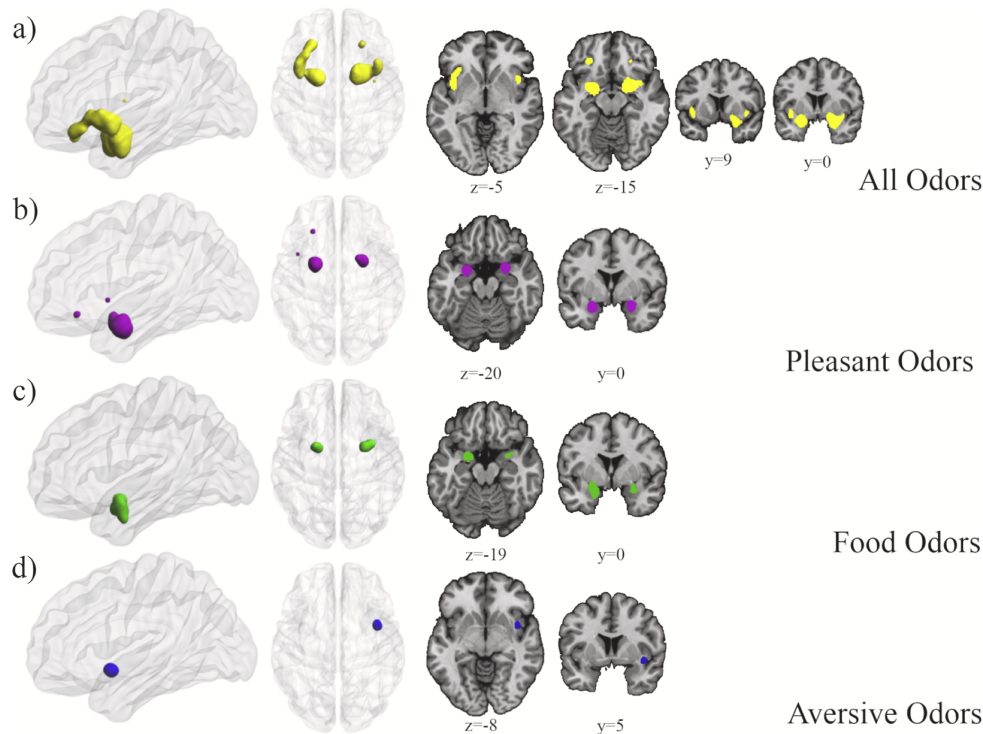 a)
z=-5
z=-15
y=9
y=0
All Odors
b)
z=-20
y=0
Pleasant Odors
c)
z=-19
y=0
Food Odors
d)
z=-8
y=5
Aversive Odors